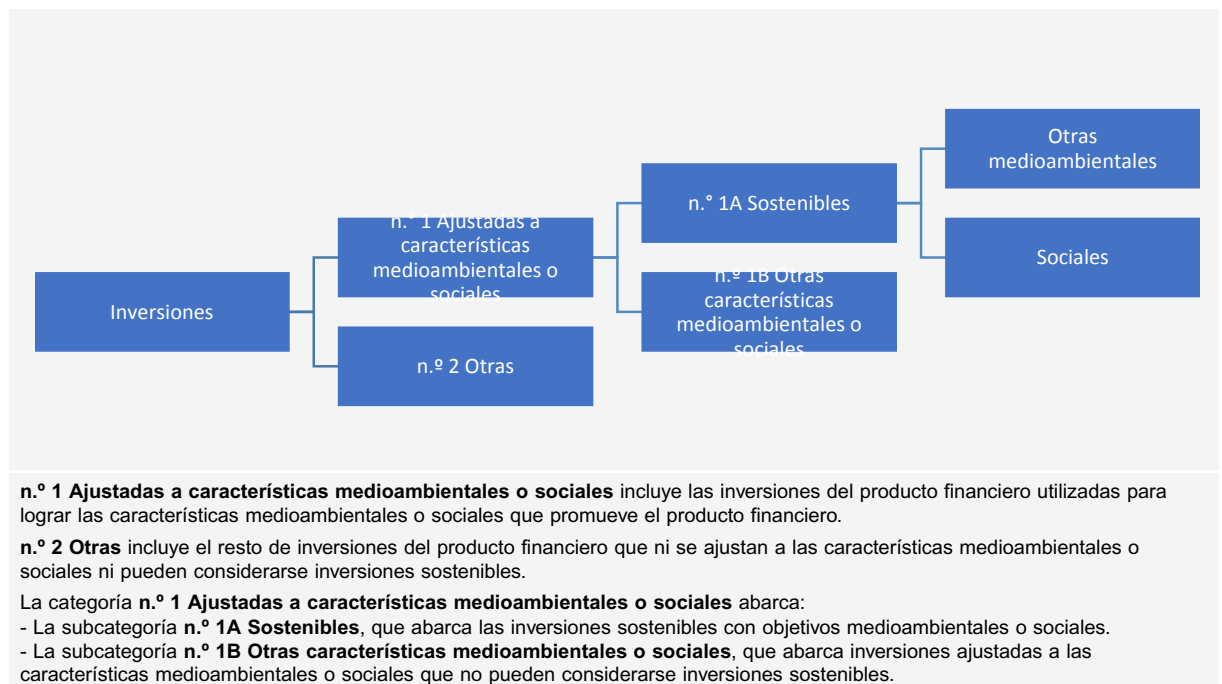 Otras
medioambientales
n.° 1A Sostenibles
n.° 1 Ajustadas a
características
medioambientales o
sociales
Sociales
n.º 1B Otras
características
medioambientales o
sociales
Inversiones
n.º 2 Otras
n.º 1 Ajustadas a características medioambientales o sociales incluye las inversiones del producto financiero utilizadas para
lograr las características medioambientales o sociales que promueve el producto financiero.
n.º 2 Otras incluye el resto de inversiones del producto financiero que ni se ajustan a las características medioambientales o
sociales ni pueden considerarse inversiones sostenibles.
La categoría n.º 1 Ajustadas a características medioambientales o sociales abarca:
- La subcategoría n.º 1A Sostenibles, que abarca las inversiones sostenibles con objetivos medioambientales o sociales.
- La subcategoría n.º 1B Otras características medioambientales o sociales, que abarca inversiones ajustadas a las
características medioambientales o sociales que no pueden considerarse inversiones sostenibles.